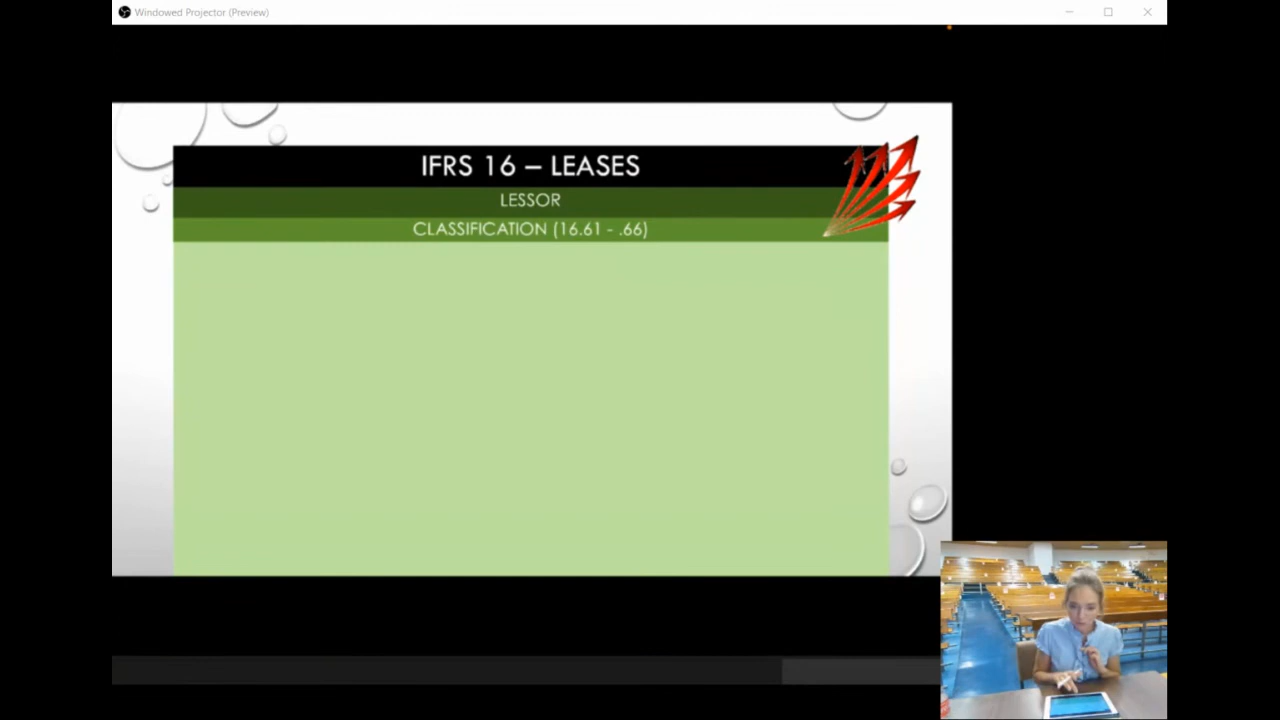 Windowed Projector (Preview)
IFRS 16 – LEASES
LESSOR
CLASSIFICATION (16.61 - .66)